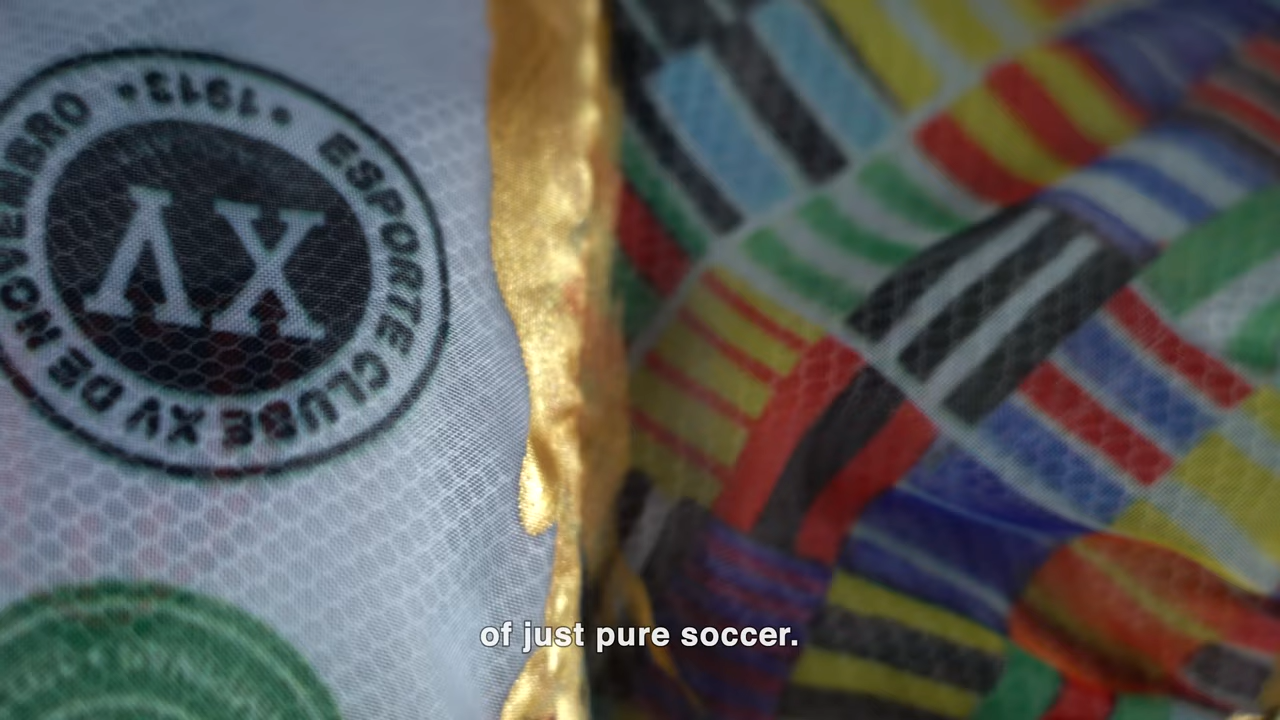 • 1913 •
ESPORTE CLUBE XV DE NOVEMBRO
XV
of just pure soccer.